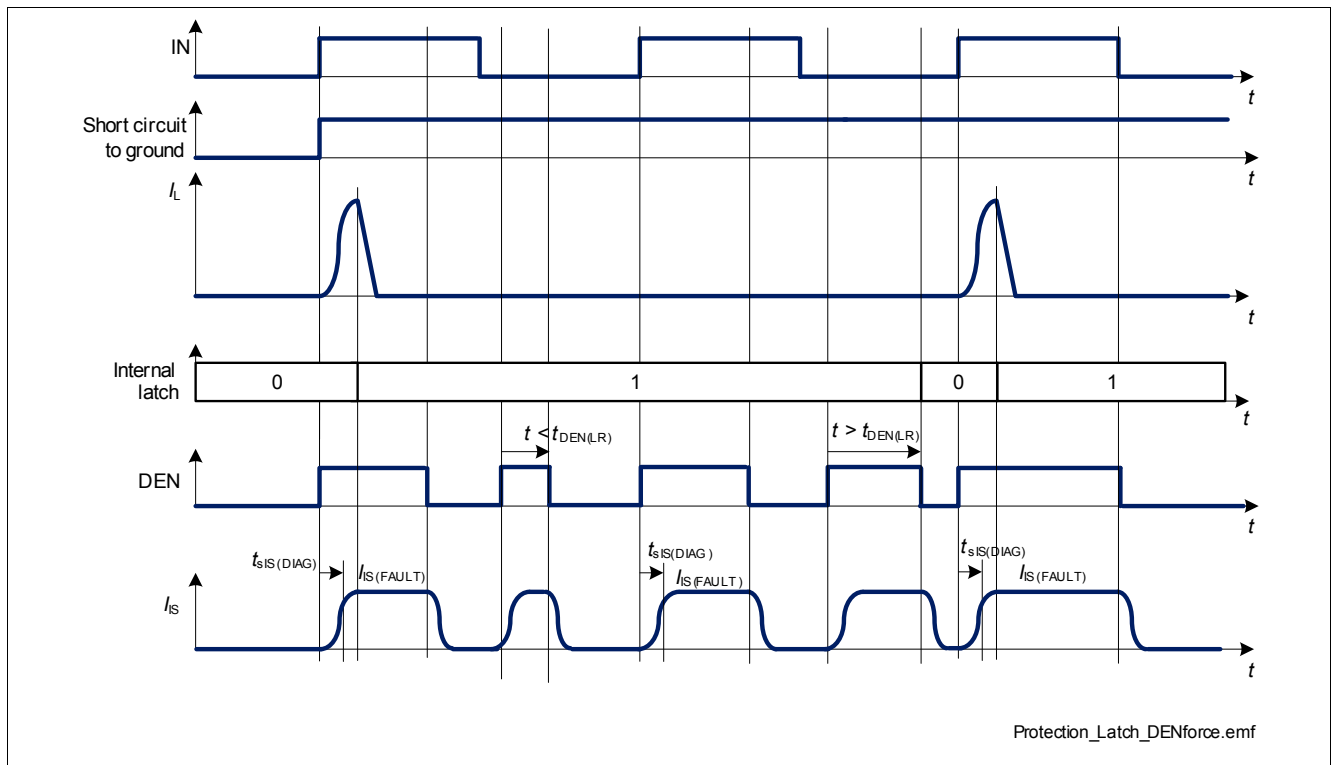 IN
t
Short circuit
to ground
t
IL
t
Internal
latch
0
1
0
1
t
t < tDEN(LR)
t > tDEN(LR)
DEN
t
tsIS(DIAG)
IIS(FAULT)
tsIS(DIAG)
IIS(FAULT)
tsIS(DIAG)
IIS(FAULT)
IIS
t
Protection_Latch_DENforce.emf